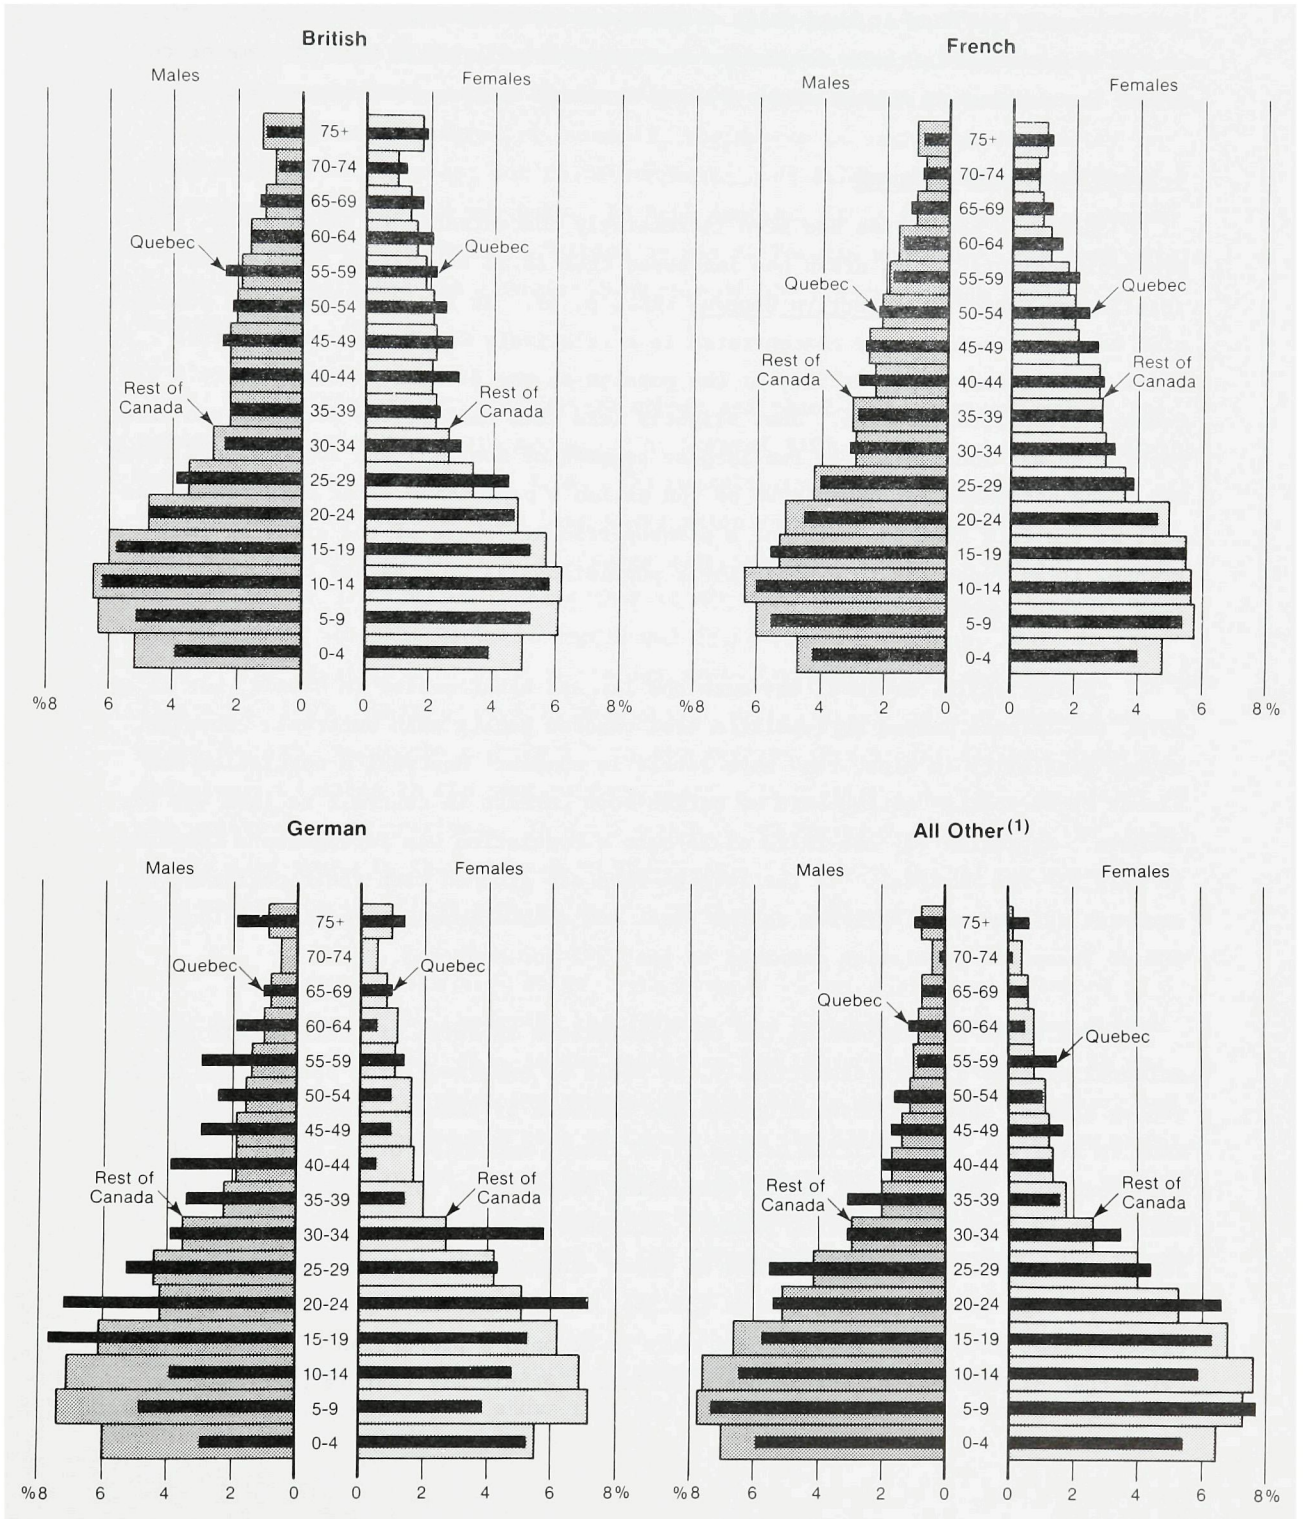 British
Males
Females
75+
70-74
65-69
60-64
55-59
50-54
45-49
40-44
35-39
30-34
25-29
20-24
15-19
10-14
5-9
0-4
Quebec
Quebec
Rest of
Canada
Rest of
Canada
%8 6 4 2 0 0 2 4 6 8%
French
Males
Females
75+
70-74
65-69
60-64
55-59
50-54
45-49
40-44
35-39
30-34
25-29
20-24
15-19
10-14
5-9
0-4
Quebec
Quebec
Rest of
Canada
Rest of
Canada
%8 6 4 2 0 0 2 4 6 8%
German
Males
Females
75+
70-74
65-69
60-64
55-59
50-54
45-49
40-44
35-39
30-34
25-29
20-24
15-19
10-14
5-9
0-4
Quebec
Quebec
Rest of
Canada
Rest of
Canada
%8 6 4 2 0 0 2 4 6 8%
All Other (1)
Males
Females
75+
70-74
65-69
60-64
55-59
50-54
45-49
40-44
35-39
30-34
25-29
20-24
15-19
10-14
5-9
0-4
Quebec
Quebec
Rest of
Canada
Rest of
Canada
%8 6 4 2 0 0 2 4 6 8%